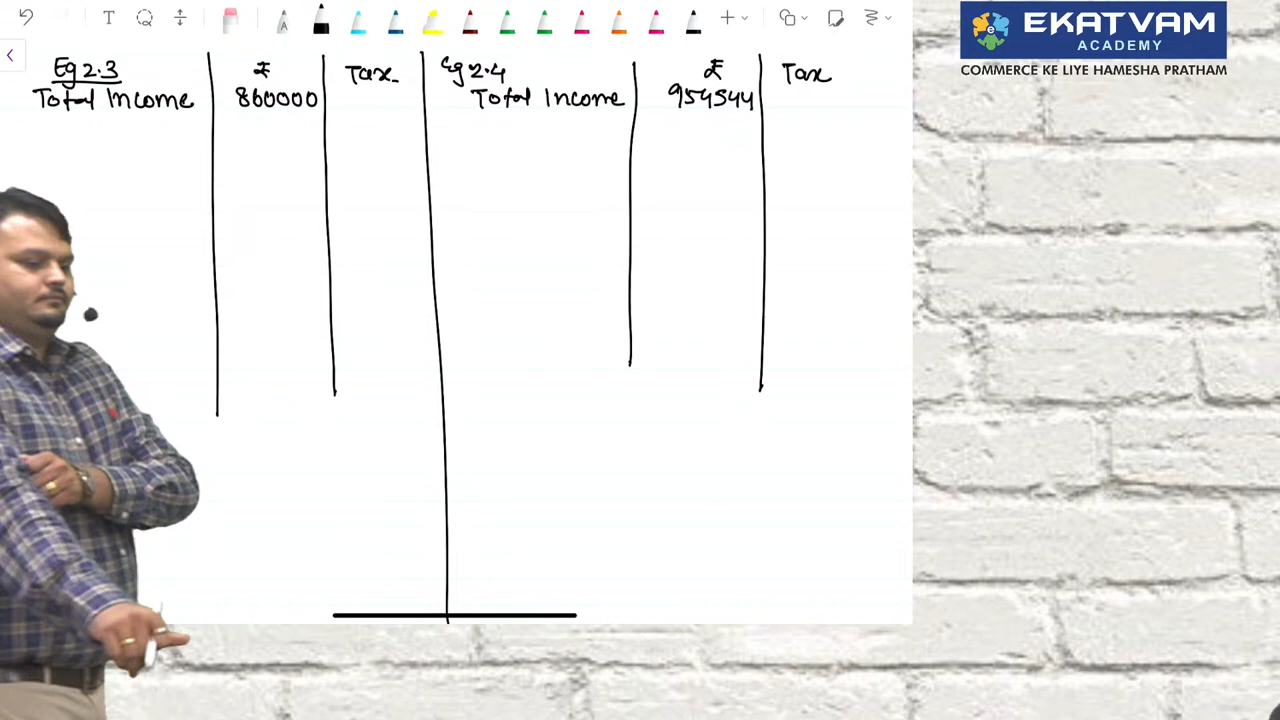 EKATVAM
ACADEMY
COMMERCE KE LIYE HAMESHA PRATHAM
Eg 2.3 ₹ Tax
Total Income 860000
Eg 2.4 ₹ Tax
Total Income 954544